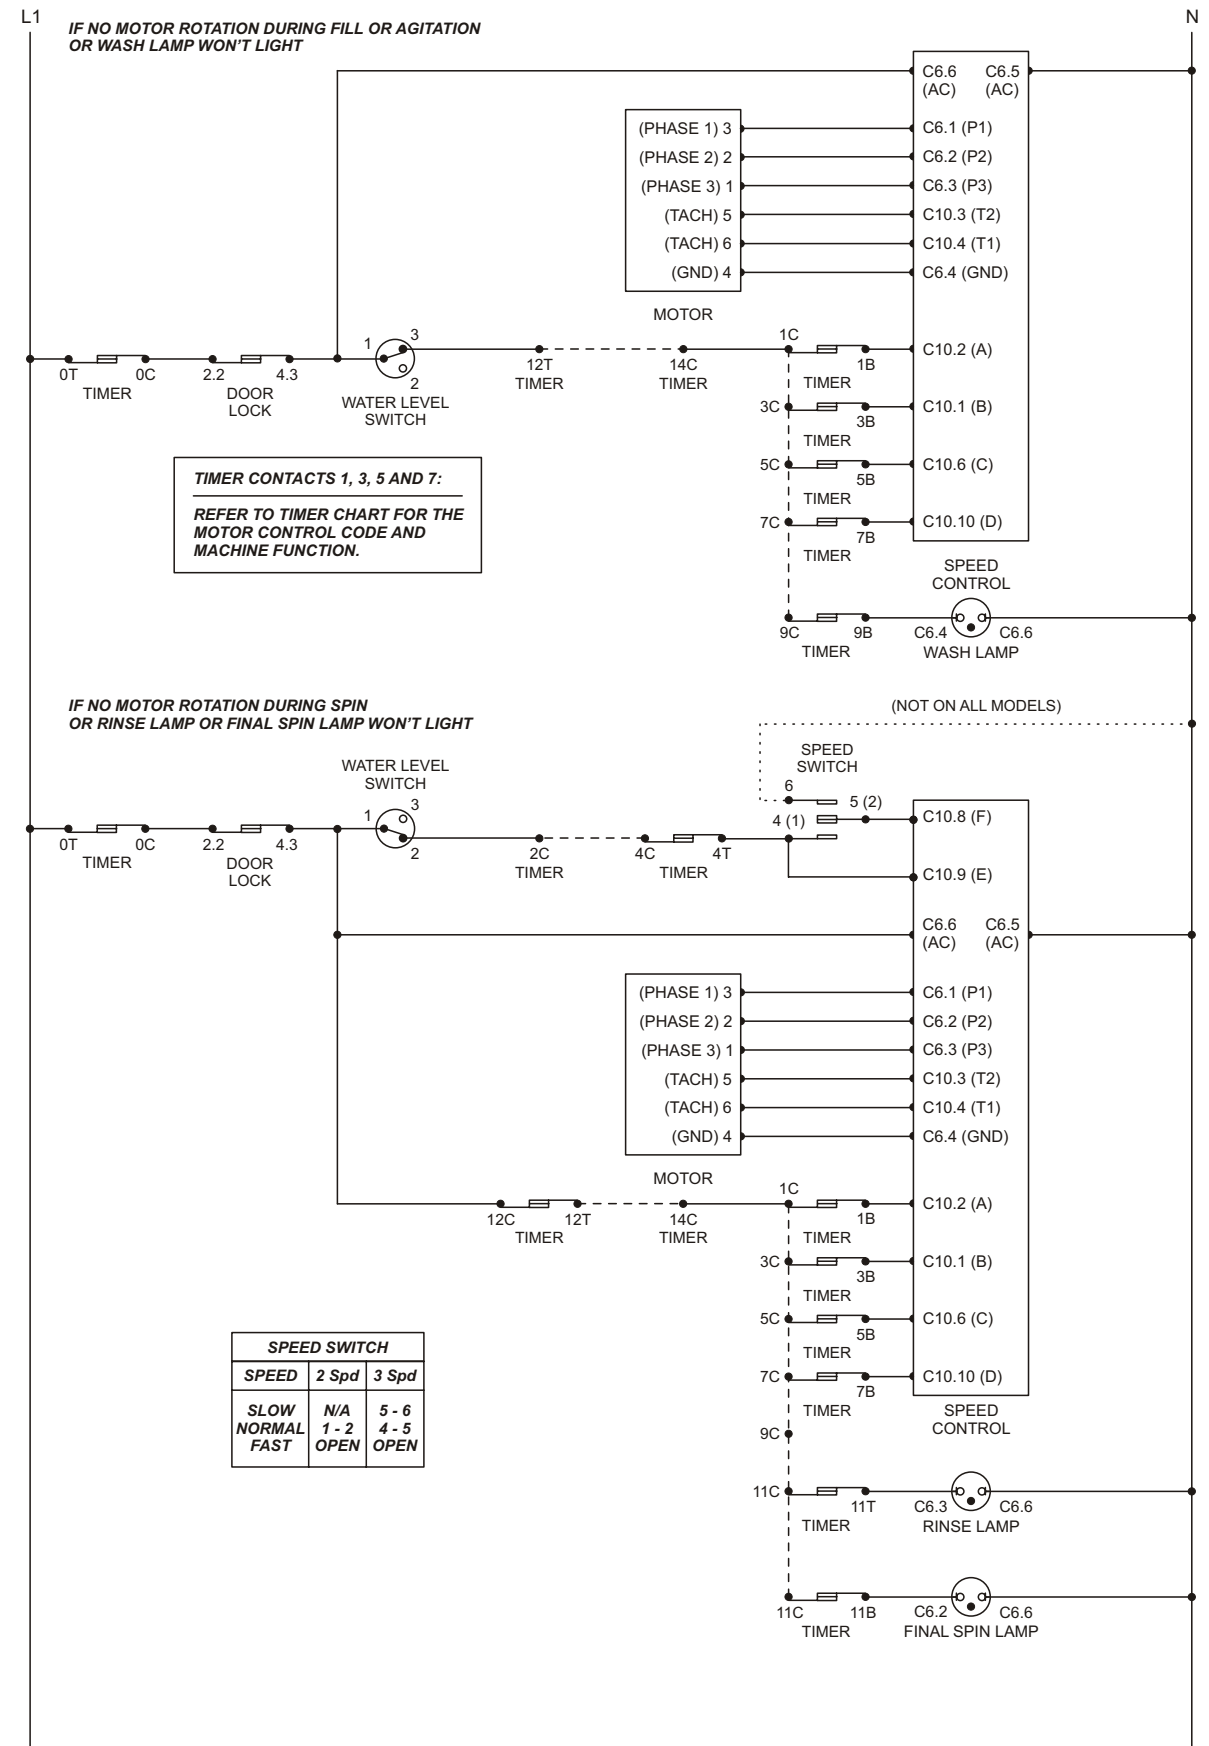 L1
N
IF NO MOTOR ROTATION DURING FILL OR AGITATION
OR WASH LAMP WON'T LIGHT
C6.6 C6.5
(AC) (AC)
(PHASE 1) 3 C6.1 (P1)
(PHASE 2) 2 C6.2 (P2)
(PHASE 3) 1 C6.3 (P3)
(TACH) 5 C10.3 (T2)
(TACH) 6 C10.4 (T1)
(GND) 4 C6.4 (GND)
MOTOR
0T 0C
TIMER
2.2 4.3
DOOR
LOCK
1 3
2
WATER LEVEL
SWITCH
12T
TIMER
14C
TIMER
1C
1B
TIMER
C10.2 (A)
3C
3B
TIMER
C10.1 (B)
5C
5B
TIMER
C10.6 (C)
7C
7B
TIMER
C10.10 (D)
SPEED
CONTROL
9C 9B
TIMER
C6.4 C6.6
WASH LAMP
TIMER CONTACTS 1, 3, 5 AND 7:
REFER TO TIMER CHART FOR THE
MOTOR CONTROL CODE AND
MACHINE FUNCTION.
IF NO MOTOR ROTATION DURING SPIN
OR RINSE LAMP OR FINAL SPIN LAMP WON'T LIGHT
(NOT ON ALL MODELS)
WATER LEVEL
SWITCH
1 3
2
0T 0C
TIMER
2.2 4.3
DOOR
LOCK
2C
TIMER
4C 4T
TIMER
SPEED
SWITCH
6
5 (2)
4 (1)
C10.8 (F)
C10.9 (E)
C6.6 C6.5
(AC) (AC)
(PHASE 1) 3 C6.1 (P1)
(PHASE 2) 2 C6.2 (P2)
(PHASE 3) 1 C6.3 (P3)
(TACH) 5 C10.3 (T2)
(TACH) 6 C10.4 (T1)
(GND) 4 C6.4 (GND)
MOTOR
12C 12T
TIMER
14C
TIMER
1C
1B
TIMER
C10.2 (A)
3C
3B
TIMER
C10.1 (B)
5C
5B
TIMER
C10.6 (C)
7C
7B
TIMER
C10.10 (D)
SPEED
CONTROL
9C
11C 11T
TIMER
C6.3 C6.6
RINSE LAMP
11C 11B
TIMER
C6.2 C6.6
FINAL SPIN LAMP
SPEED SWITCH
SPEED 2 Spd 3 Spd
SLOW N/A 5 - 6
NORMAL 1 - 2 4 - 5
FAST OPEN OPEN